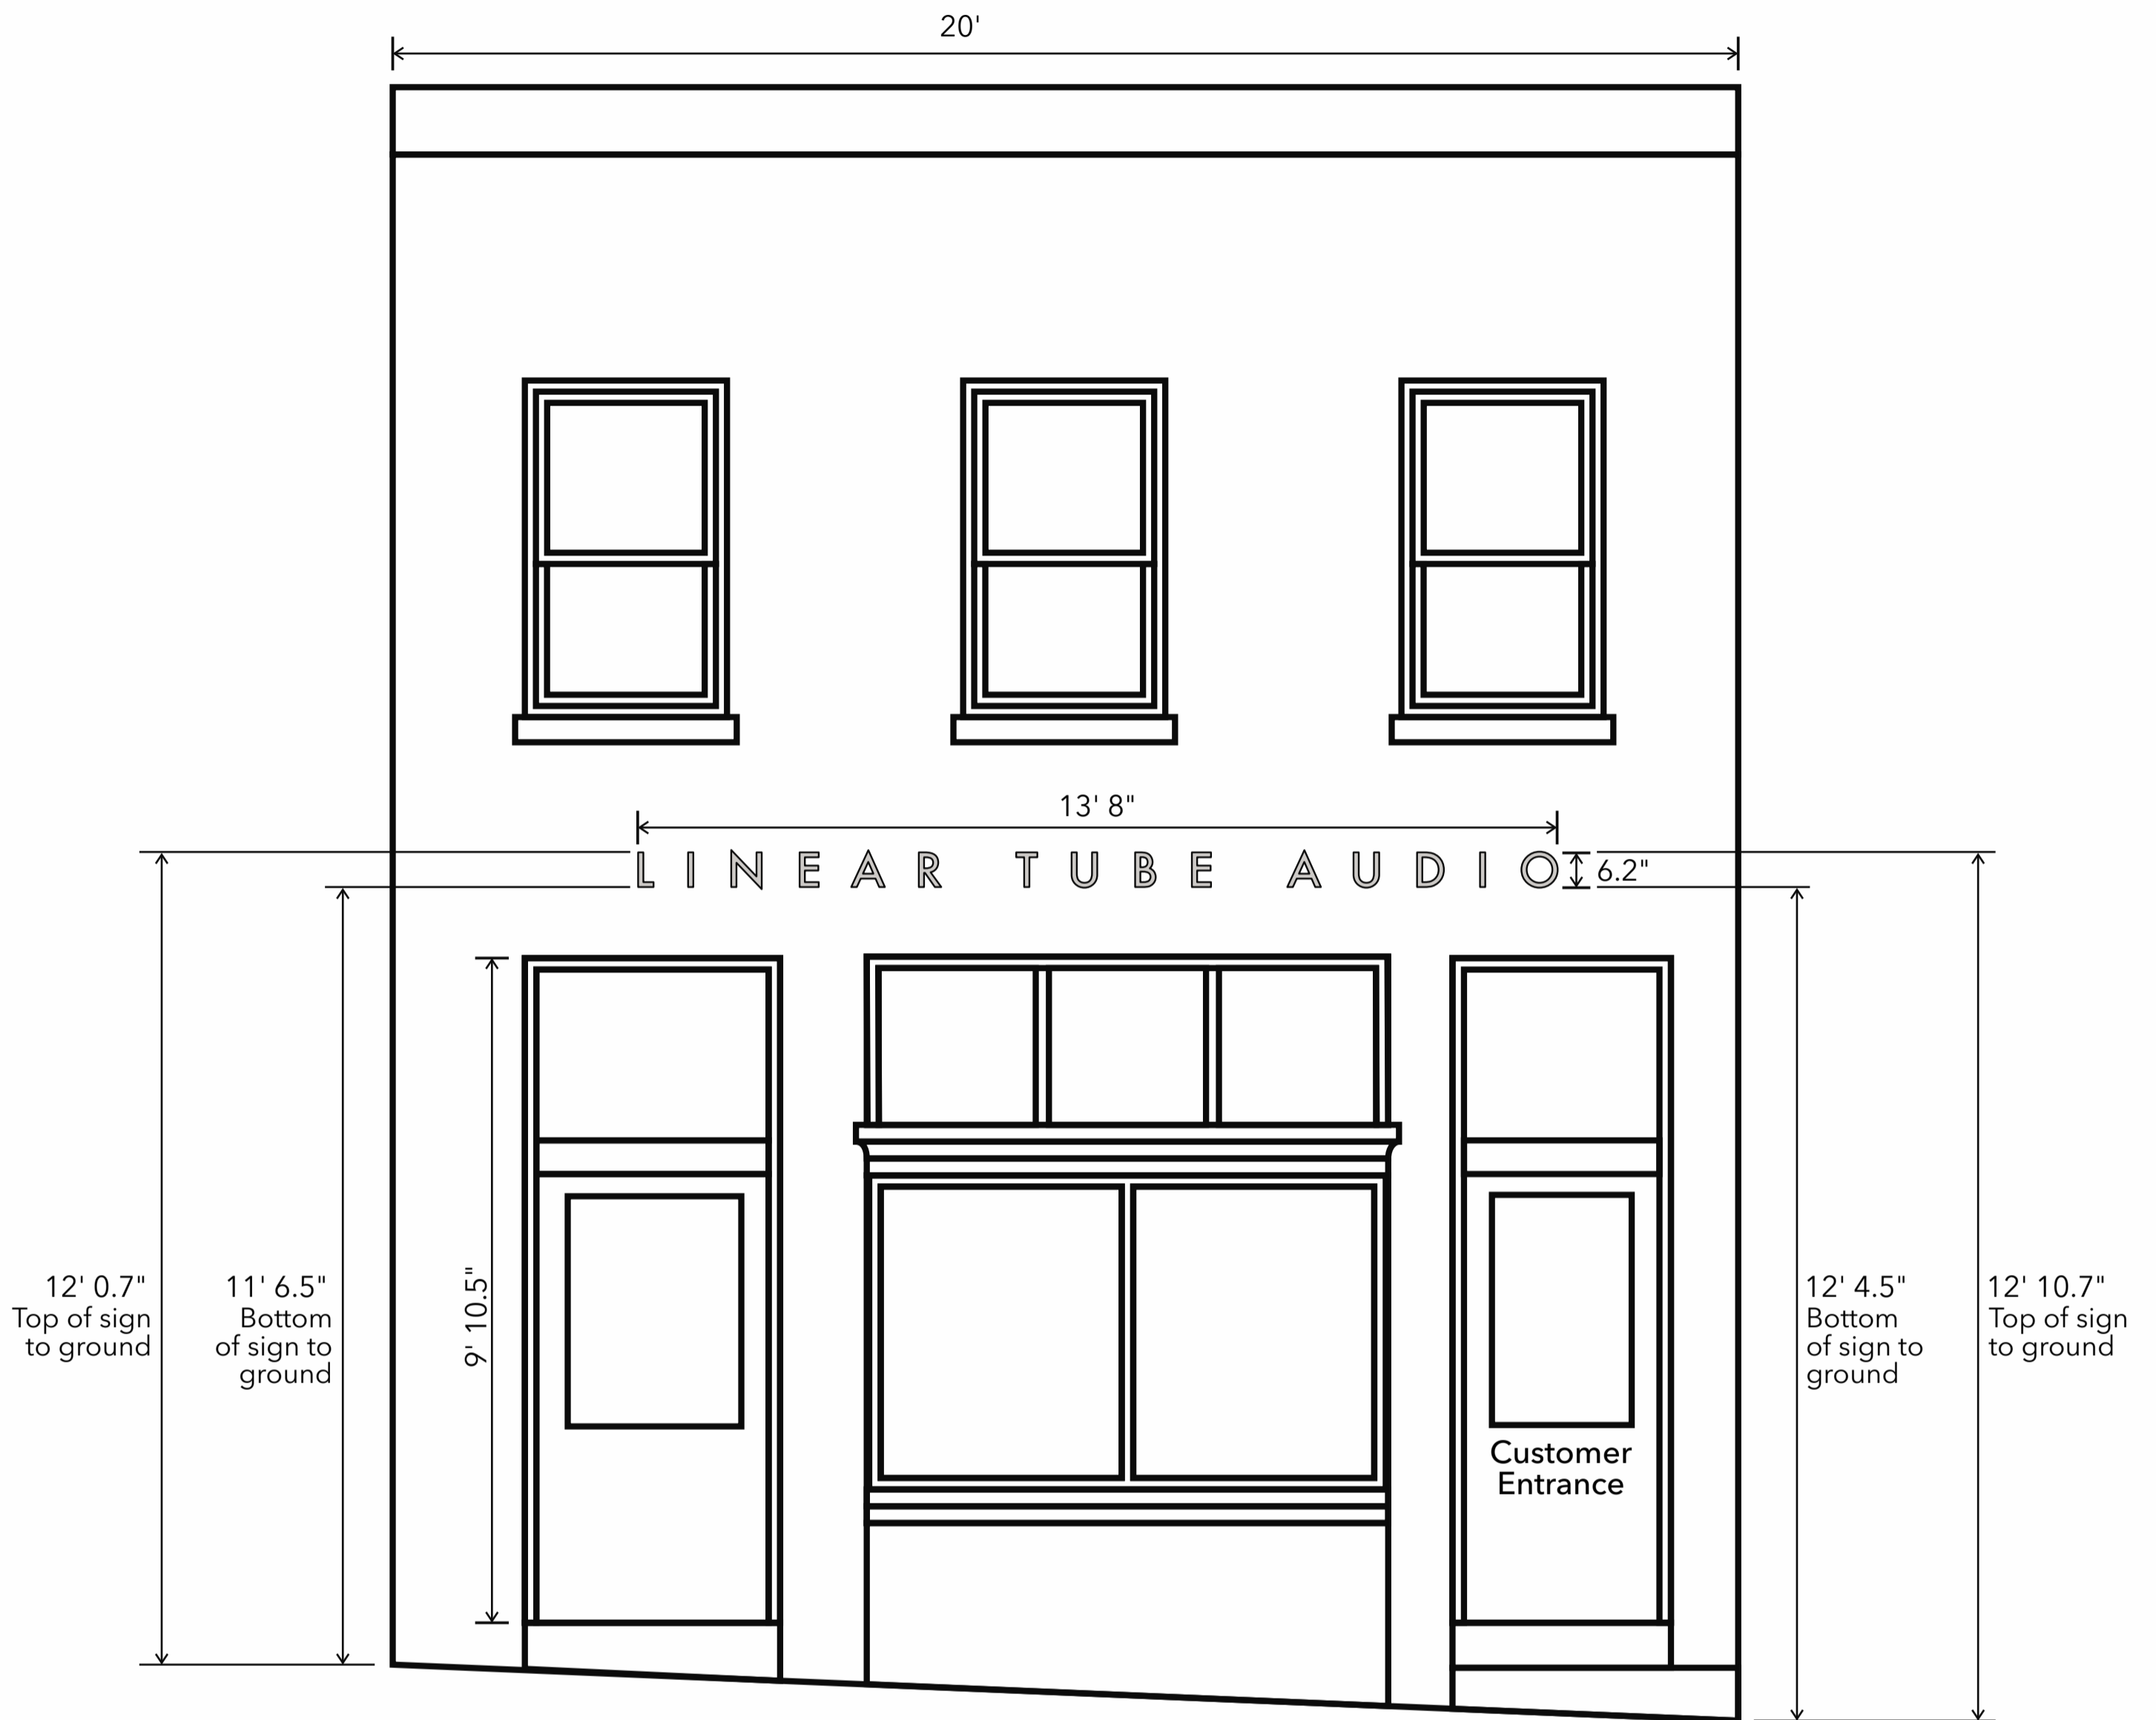 20'
13' 8"
LINEAR TUBE AUDIO
6.2"
9' 10.5"
12' 0.7"
Top of sign
to ground
11' 6.5"
Bottom
of sign to
ground
12' 4.5"
Bottom
of sign to
ground
12' 10.7"
Top of sign
to ground
Customer
Entrance